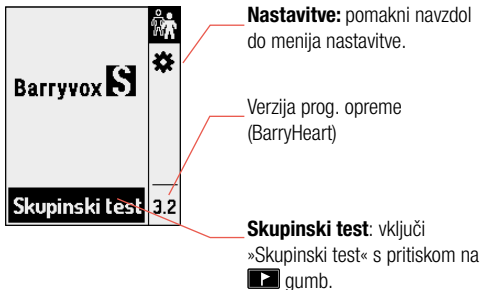 Barryvox S
Skupinski test
3.2
Nastavitve: pomakni navzdol
do menija nastavitve.
Verzija prog. opreme
(BarryHeart)
Skupinski test: vključi
»Skupinski test« s pritiskom na
gumb.